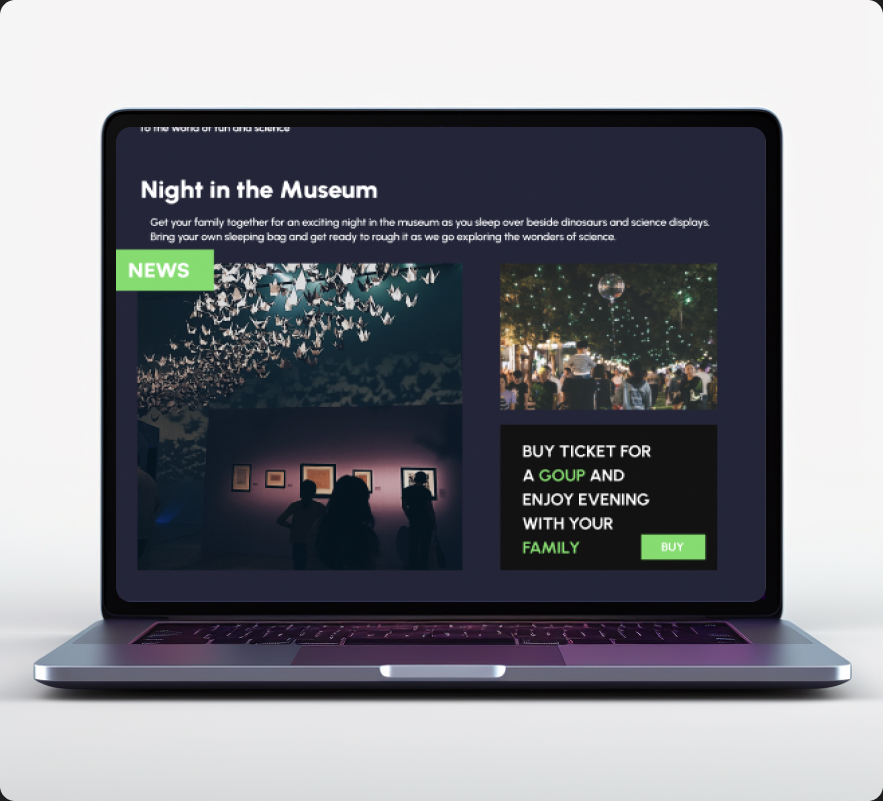 To the world of fun and science
Night in the Museum
Get your family together for an exciting night in the museum as you sleep over beside dinosaurs and science displays.
Bring your own sleeping bag and get ready to rough it as we go exploring the wonders of science.
NEWS
BUY TICKET FOR
A GOUP AND
ENJOY EVENING
WITH YOUR
FAMILY
BUY